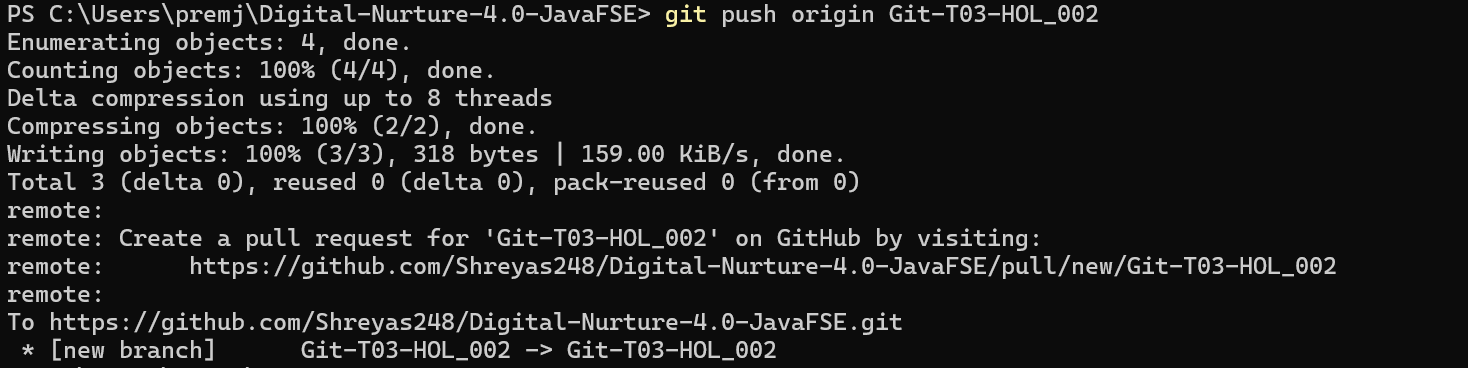 PS C:\Users\premj\Digital-Nurture-4.0-JavaFSE> git push origin Git-T03-HOL_002
Enumerating objects: 4, done.
Counting objects: 100% (4/4), done.
Delta compression using up to 8 threads
Compressing objects: 100% (2/2), done.
Writing objects: 100% (3/3), 318 bytes | 159.00 KiB/s, done.
Total 3 (delta 0), reused 0 (delta 0), pack-reused 0 (from 0)
remote:
remote: Create a pull request for 'Git-T03-HOL_002' on GitHub by visiting:
remote:      https://github.com/Shreyas248/Digital-Nurture-4.0-JavaFSE/pull/new/Git-T03-HOL_002
remote:
To https://github.com/Shreyas248/Digital-Nurture-4.0-JavaFSE.git
 * [new branch]      Git-T03-HOL_002 -> Git-T03-HOL_002